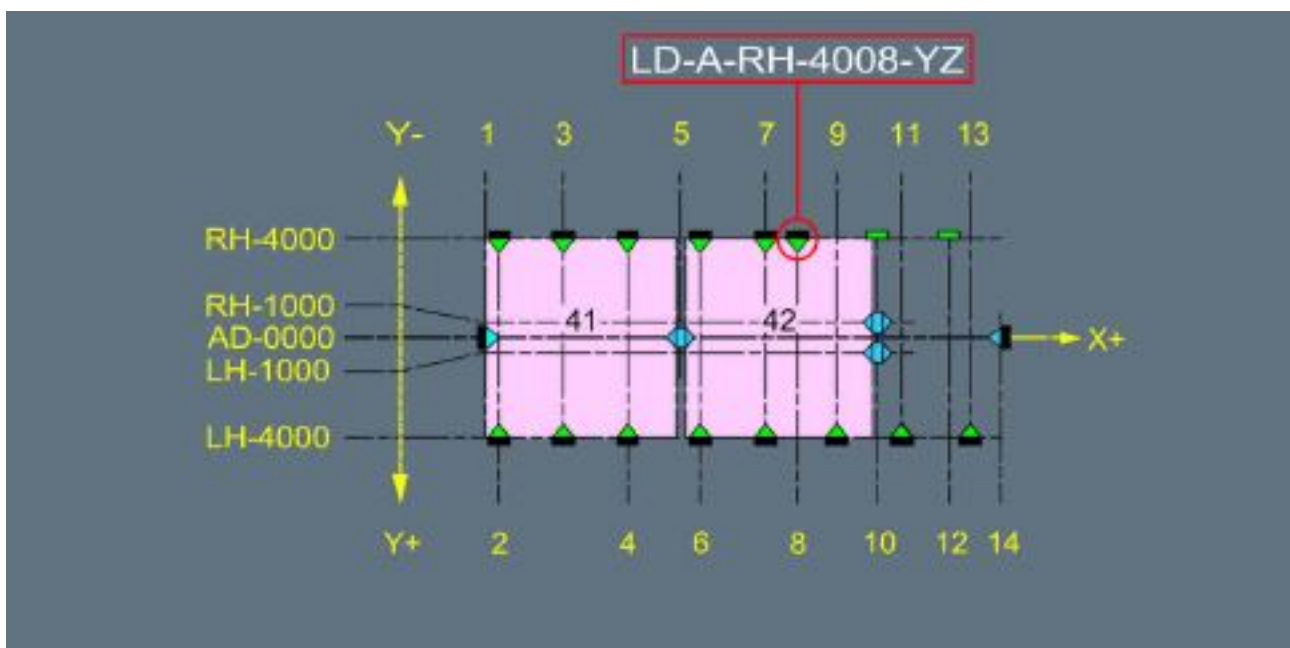 LD-A-RH-4008-YZ
Y- 1 3 5 7 9 11 13
RH-4000
RH-1000
41 42
AD-0000 X+
LH-1000
LH-4000
Y+ 2 4 6 8 10 12 14